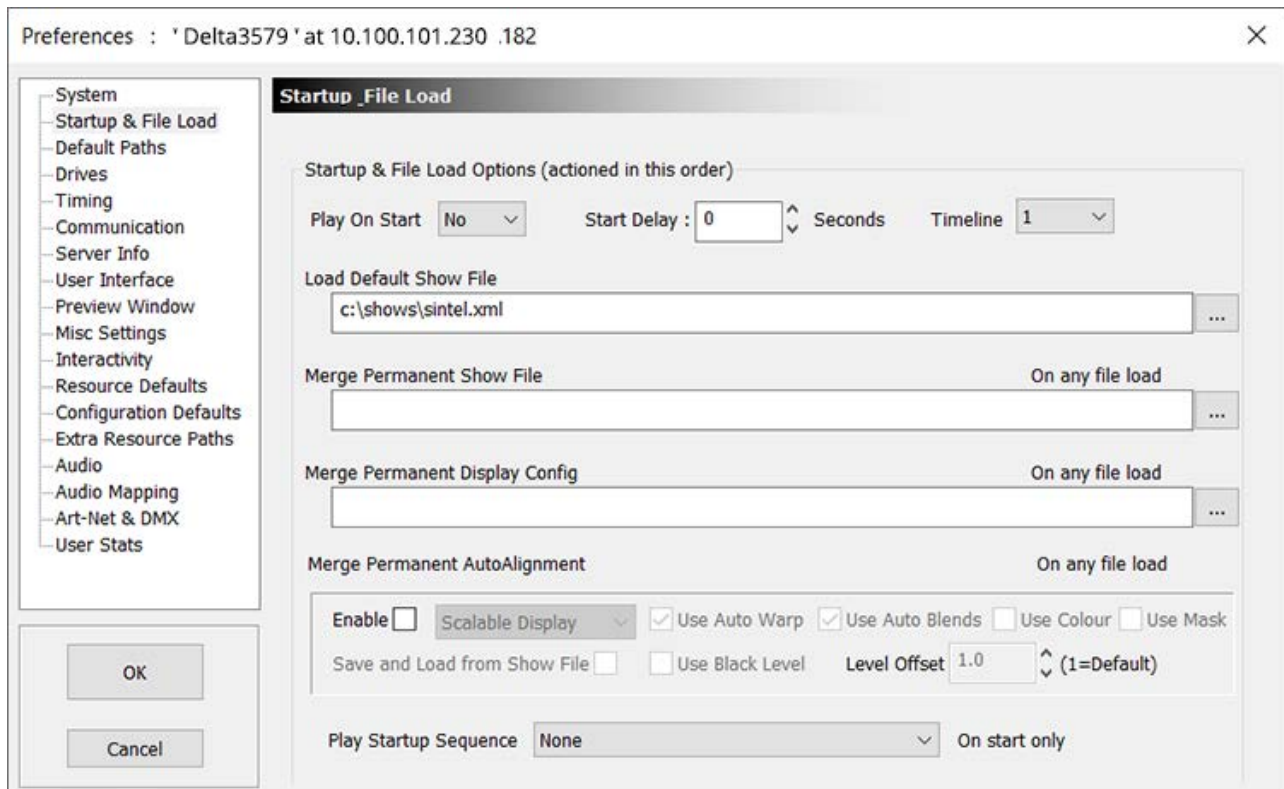 Preferences : ' Delta3579 ' at 10.100.101.230 .182
System
Startup & File Load
Default Paths
Drives
Timing
Communication
Server Info
User Interface
Preview Window
Misc Settings
Interactivity
Resource Defaults
Configuration Defaults
Extra Resource Paths
Audio
Audio Mapping
Art-Net & DMX
User Stats
OK
Cancel
Startup _File Load
Startup & File Load Options (actioned in this order)
Play On Start No Start Delay : 0 Seconds Timeline 1
Load Default Show File
c:\shows\sintel.xml
...
Merge Permanent Show File On any file load
...
Merge Permanent Display Config On any file load
...
Merge Permanent AutoAlignment On any file load
Enable Scalable Display Use Auto Warp Use Auto Blends Use Colour Use Mask
Save and Load from Show File Use Black Level Level Offset 1.0 (1=Default)
Play Startup Sequence None On start only